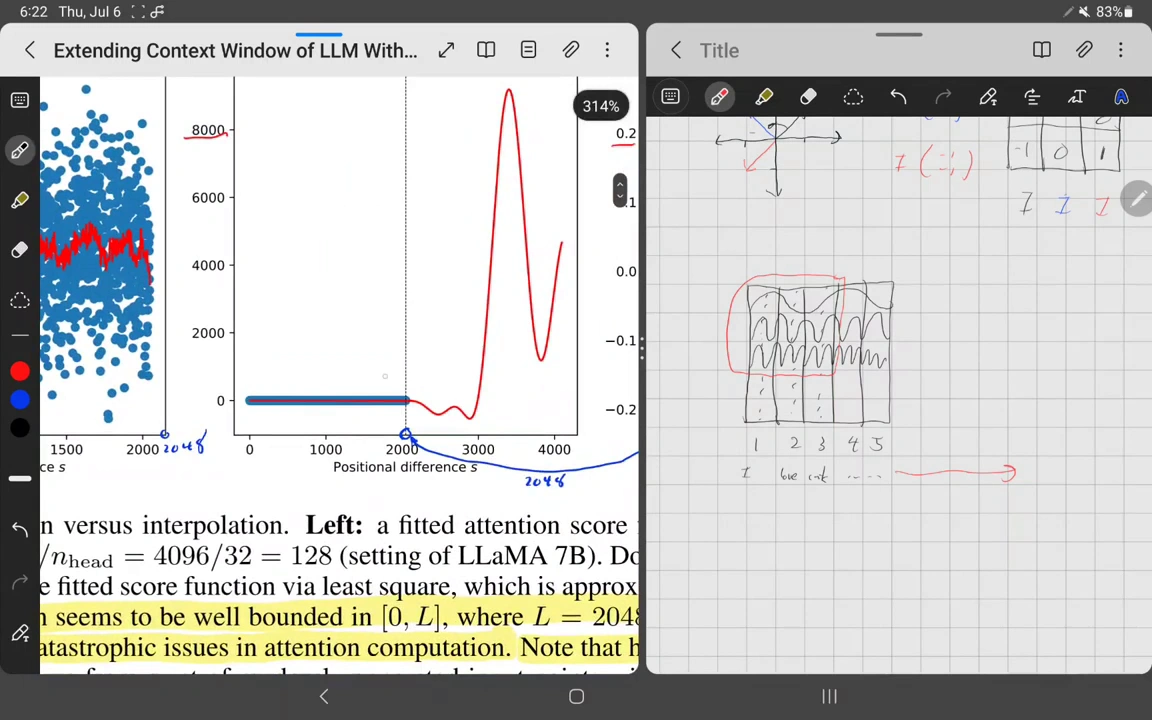 6:22 Thu, Jul 6 83%
Extending Context Window of LLM With...
Title
314%
8000
6000
4000
2000
0
0.2
.1
0.0
−0.1
−0.2
1500 2000
2048
ce s
0 1000 2000 3000 4000
Positional difference s
2048
n versus interpolation. Left: a fitted attention score
/n_head = 4096/32 = 128 (setting of LLaMA 7B). Do
e fitted score function via least square, which is approx
n seems to be well bounded in [0, L], where L = 2048
atastrophic issues in attention computation. Note that h
-1 0 1
I I I
1 2 3 4 5
I love